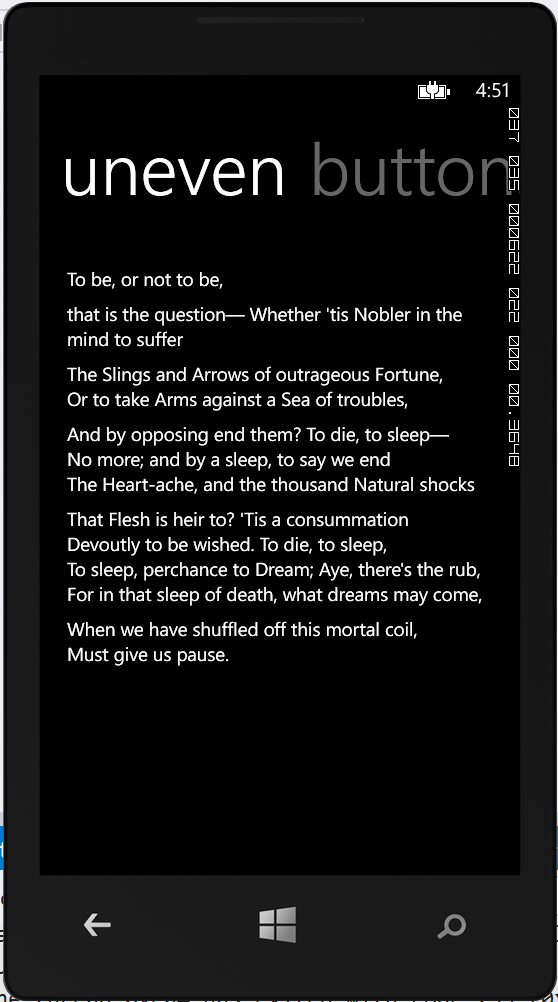 4:51
uneven button
037 035 0009022 022 000 00.9638
To be, or not to be,
that is the question— Whether 'tis Nobler in the
mind to suffer
The Slings and Arrows of outrageous Fortune,
Or to take Arms against a Sea of troubles,
And by opposing end them? To die, to sleep—
No more; and by a sleep, to say we end
The Heart-ache, and the thousand Natural shocks
That Flesh is heir to? 'Tis a consummation
Devoutly to be wished. To die, to sleep,
To sleep, perchance to Dream; Aye, there's the rub,
For in that sleep of death, what dreams may come,
When we have shuffled off this mortal coil,
Must give us pause.